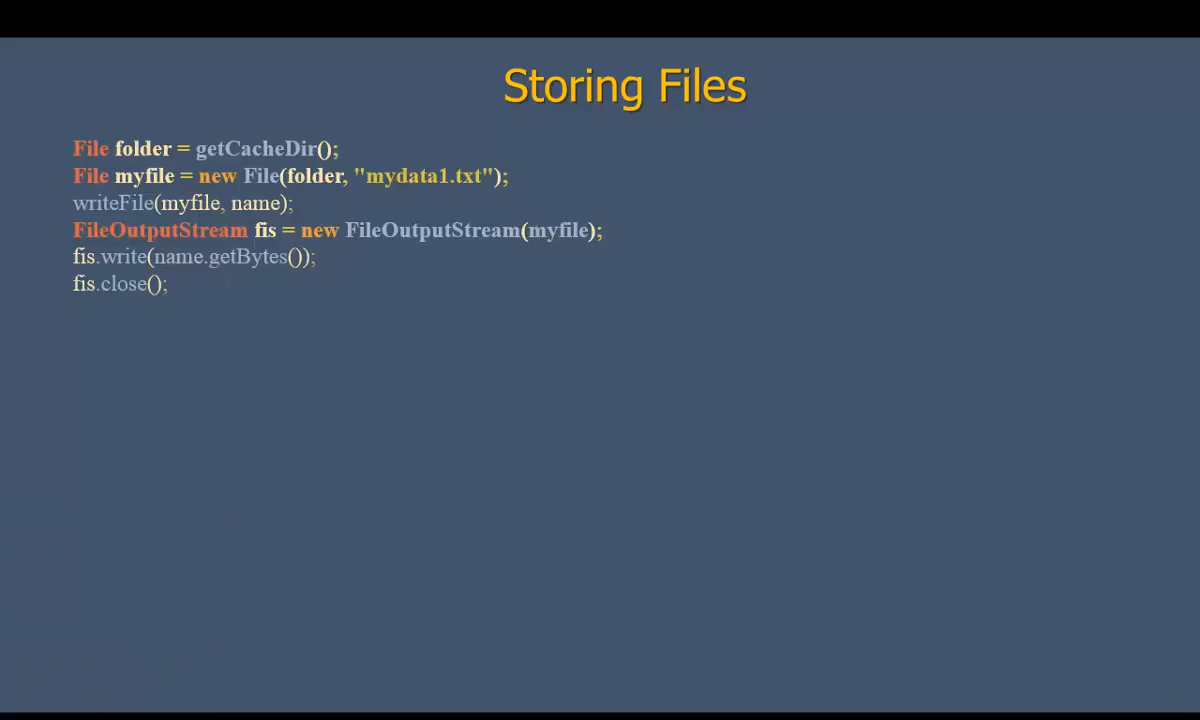 Storing Files
File folder = getCacheDir();
File myfile = new File(folder, "mydata1.txt");
writeFile(myfile, name);
FileOutputStream fis = new FileOutputStream(myfile);
fis.write(name.getBytes());
fis.close();